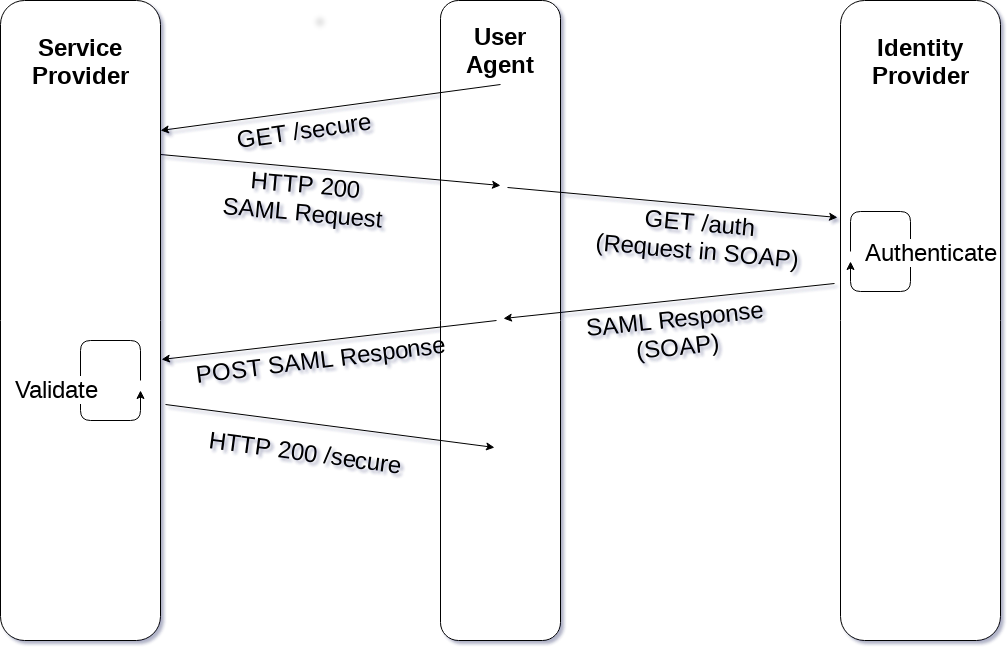 Service
Provider
User
Agent
Identity
Provider
GET /secure
HTTP 200
SAML Request
GET /auth
(Request in SOAP)
Authenticate
SAML Response
(SOAP)
POST SAML Response
Validate
HTTP 200 /secure